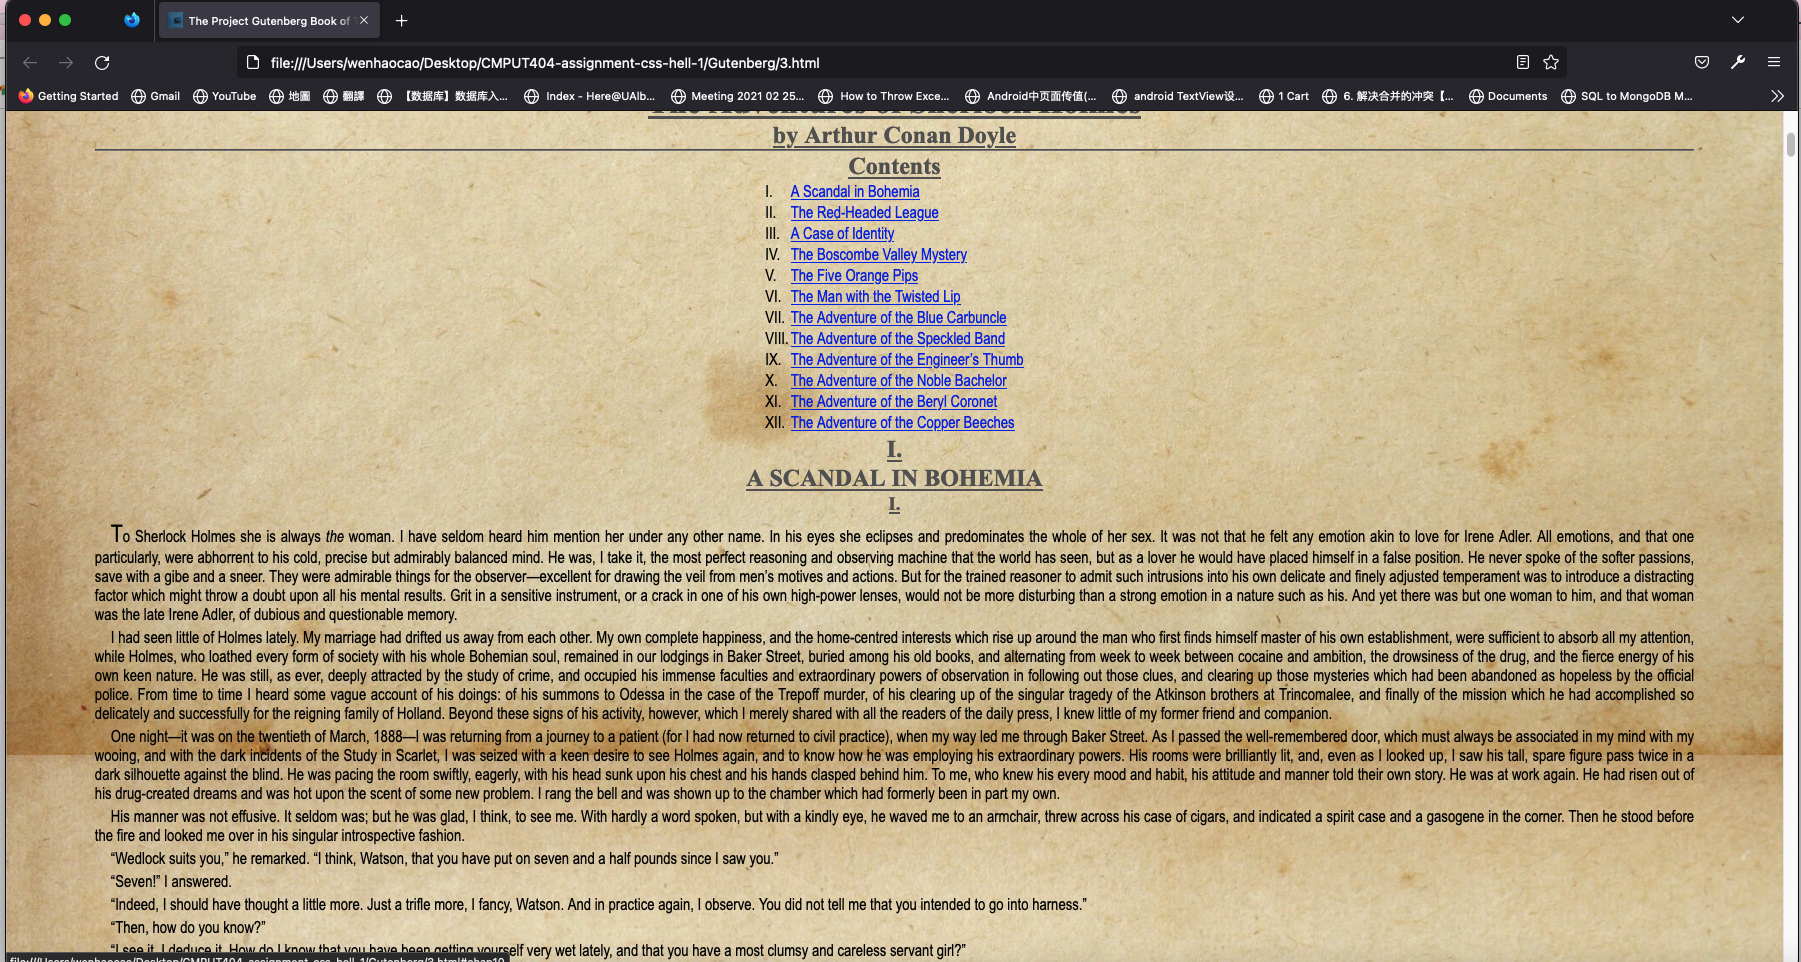 The Project Gutenberg Book of
file:///Users/wenhaocao/Desktop/CMPUT404-assignment-css-hell-1/Gutenberg/3.html
Getting Started Gmail YouTube 地圖 翻譯 【数据库】数据库入... Index - Here@UAlb... Meeting 2021 02 25... How to Throw Exce... Android中页面传值(... android TextView设... 1 Cart 6. 解决合并的冲突【... Documents SQL to MongoDB M...
The Adventures of Sherlock Holmes
by Arthur Conan Doyle
Contents
I. A Scandal in Bohemia
II. The Red-Headed League
III. A Case of Identity
IV. The Boscombe Valley Mystery
V. The Five Orange Pips
VI. The Man with the Twisted Lip
VII. The Adventure of the Blue Carbuncle
VIII. The Adventure of the Speckled Band
IX. The Adventure of the Engineer’s Thumb
X. The Adventure of the Noble Bachelor
XI. The Adventure of the Beryl Coronet
XII. The Adventure of the Copper Beeches
I.
A SCANDAL IN BOHEMIA
I.
To Sherlock Holmes she is always the woman. I have seldom heard him mention her under any other name. In his eyes she eclipses and predominates the whole of her sex. It was not that he felt any emotion akin to love for Irene Adler. All emotions, and that one
particularly, were abhorrent to his cold, precise but admirably balanced mind. He was, I take it, the most perfect reasoning and observing machine that the world has seen, but as a lover he would have placed himself in a false position. He never spoke of the softer passions,
save with a gibe and a sneer. They were admirable things for the observer—excellent for drawing the veil from men’s motives and actions. But for the trained reasoner to admit such intrusions into his own delicate and finely adjusted temperament was to introduce a distracting
factor which might throw a doubt upon all his mental results. Grit in a sensitive instrument, or a crack in one of his own high-power lenses, would not be more disturbing than a strong emotion in a nature such as his. And yet there was but one woman to him, and that woman
was the late Irene Adler, of dubious and questionable memory.
I had seen little of Holmes lately. My marriage had drifted us away from each other. My own complete happiness, and the home-centred interests which rise up around the man who first finds himself master of his own establishment, were sufficient to absorb all my attention,
while Holmes, who loathed every form of society with his whole Bohemian soul, remained in our lodgings in Baker Street, buried among his old books, and alternating from week to week between cocaine and ambition, the drowsiness of the drug, and the fierce energy of his
own keen nature. He was still, as ever, deeply attracted by the study of crime, and occupied his immense faculties and extraordinary powers of observation in following out those clues, and clearing up those mysteries which had been abandoned as hopeless by the official
police. From time to time I heard some vague account of his doings: of his summons to Odessa in the case of the Trepoff murder, of his clearing up of the singular tragedy of the Atkinson brothers at Trincomalee, and finally of the mission which he had accomplished so
delicately and successfully for the reigning family of Holland. Beyond these signs of his activity, however, which I merely shared with all the readers of the daily press, I knew little of my former friend and companion.
One night—it was on the twentieth of March, 1888—I was returning from a journey to a patient (for I had now returned to civil practice), when my way led me through Baker Street. As I passed the well-remembered door, which must always be associated in my mind with my
wooing, and with the dark incidents of the Study in Scarlet, I was seized with a keen desire to see Holmes again, and to know how he was employing his extraordinary powers. His rooms were brilliantly lit, and, even as I looked up, I saw his tall, spare figure pass twice in a
dark silhouette against the blind. He was pacing the room swiftly, eagerly, with his head sunk upon his chest and his hands clasped behind him. To me, who knew his every mood and habit, his attitude and manner told their own story. He was at work again. He had risen out of
his drug-created dreams and was hot upon the scent of some new problem. I rang the bell and was shown up to the chamber which had formerly been in part my own.
His manner was not effusive. It seldom was; but he was glad, I think, to see me. With hardly a word spoken, but with a kindly eye, he waved me to an armchair, threw across his case of cigars, and indicated a spirit case and a gasogene in the corner. Then he stood before
the fire and looked me over in his singular introspective fashion.
“Wedlock suits you,” he remarked. “I think, Watson, that you have put on seven and a half pounds since I saw you.”
“Seven!” I answered.
“Indeed, I should have thought a little more. Just a trifle more, I fancy, Watson. And in practice again, I observe. You did not tell me that you intended to go into harness.”
“Then, how do you know?”
“I see it, I deduce it. How do I know that you have been getting yourself very wet lately, and that you have a most clumsy and careless servant girl?”
file:///Users/wenhaocao/Desktop/CMPUT404-assignment-css-hell-1/Gutenberg/3.html#chap10